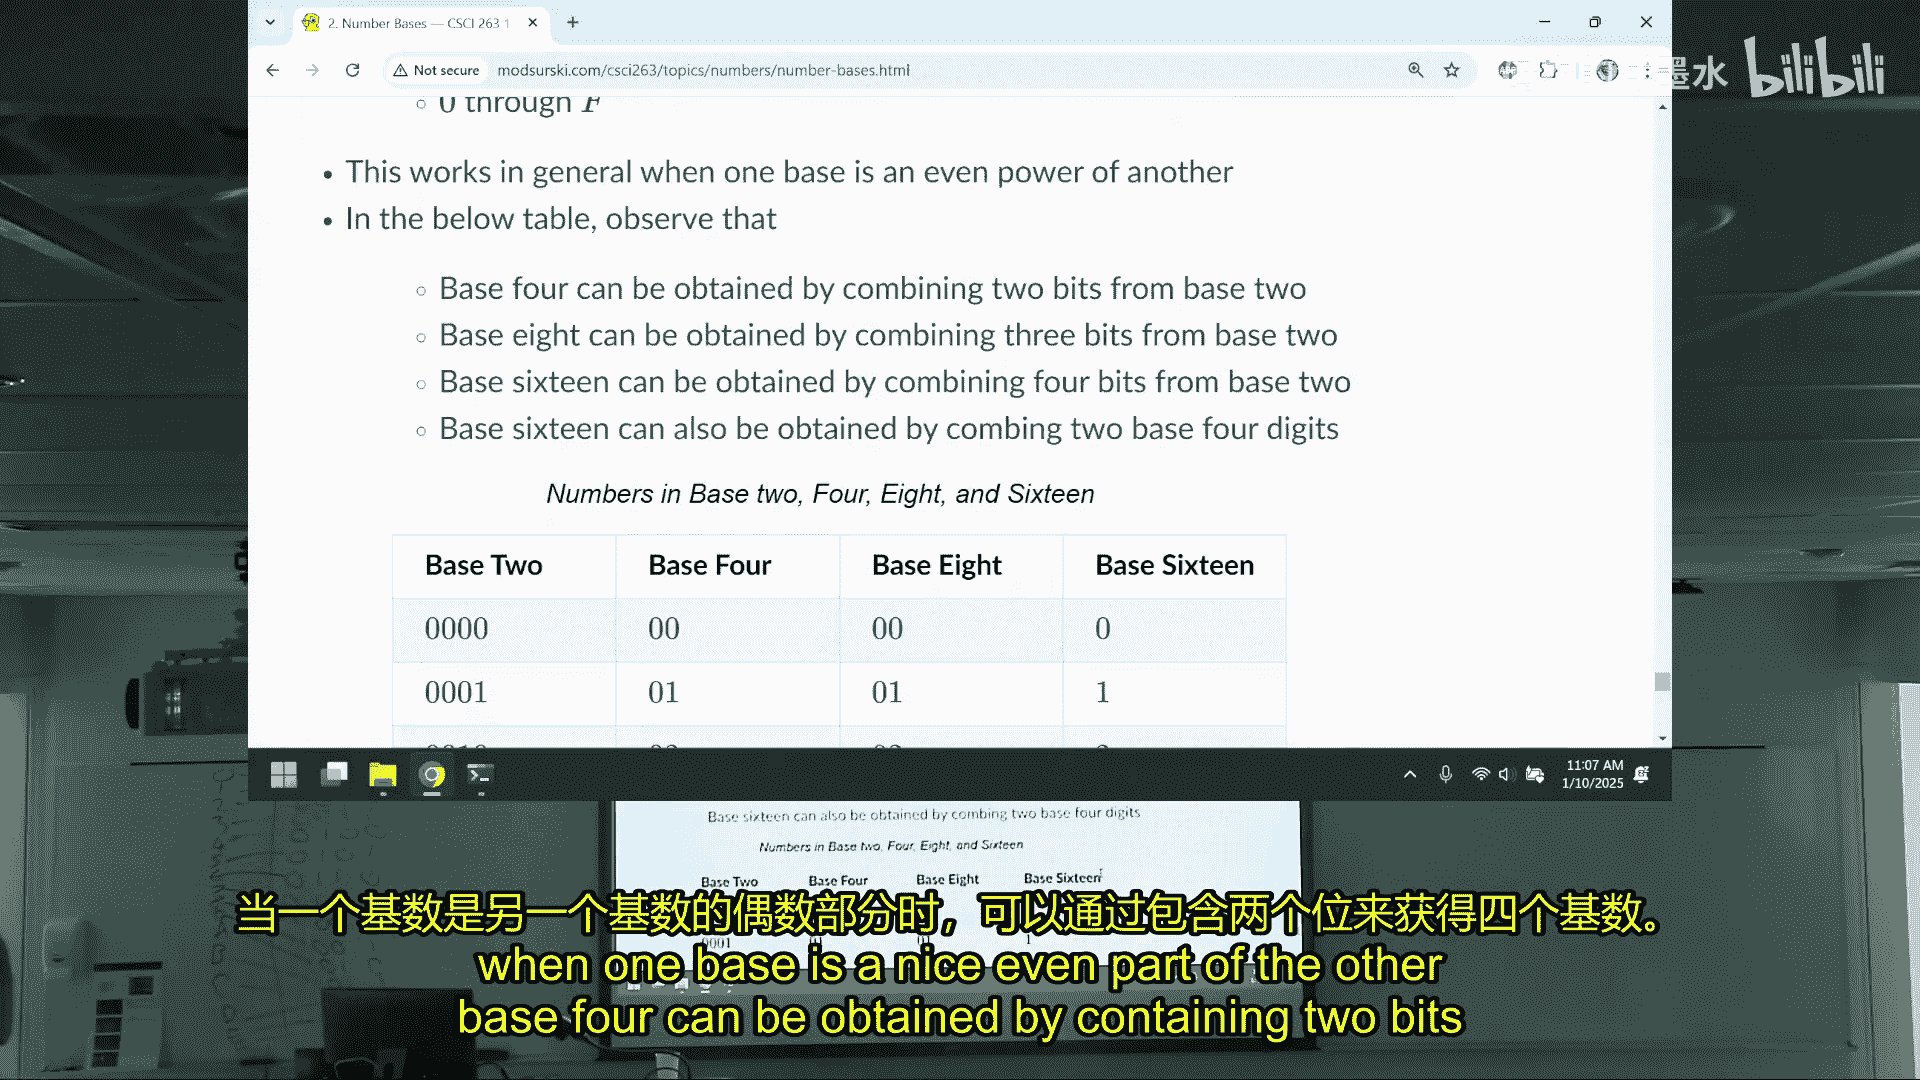 2. Number Bases — CSCI 263 1
Not secure
modsurski.com/csci263/topics/numbers/number-bases.html
墨水 bilibili
0 through F
This works in general when one base is an even power of another
In the below table, observe that
Base four can be obtained by combining two bits from base two
Base eight can be obtained by combining three bits from base two
Base sixteen can be obtained by combining four bits from base two
Base sixteen can also be obtained by combing two base four digits
Numbers in Base two, Four, Eight, and Sixteen
Base Two Base Four Base Eight Base Sixteen
0000 00 00 0
0001 01 01 1
11:07 AM
1/10/2025
Base sixteen can also be obtained by combing two base four digits
Numbers in Base two, Four, Eight, and Sixteen
Base Two Base Four Base Eight Base Sixteen
当一个基数是另一个基数的偶数部分时，可以通过包含两个位来获得四个基数。
0001 01 01 1
when one base is a nice even part of the other
base four can be obtained by containing two bits